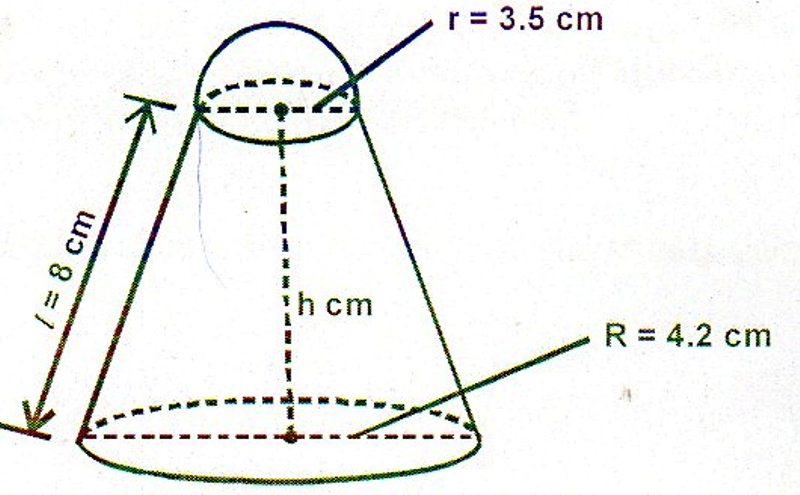 r = 3.5 cm
l = 8 cm
h cm
R = 4.2 cm